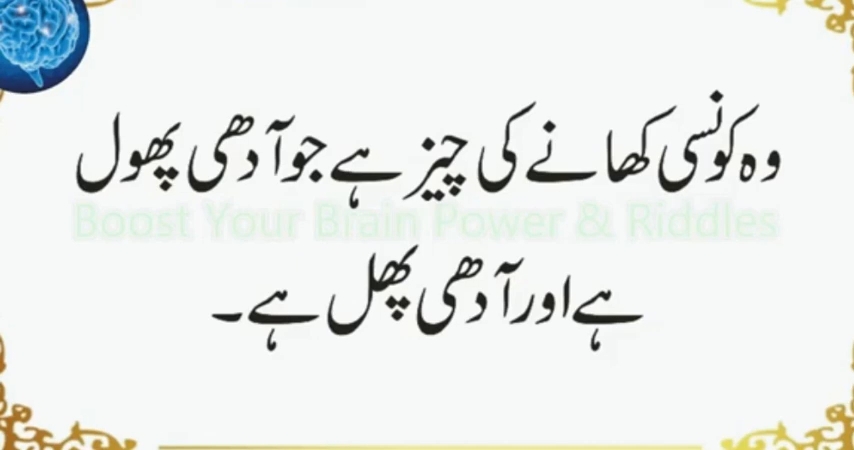 وہ کونسی کھانے کی چیز ہے جو آدھی پھول
Boost Your Brain Power & Riddles
ہے اور آدھی پھل ہے۔